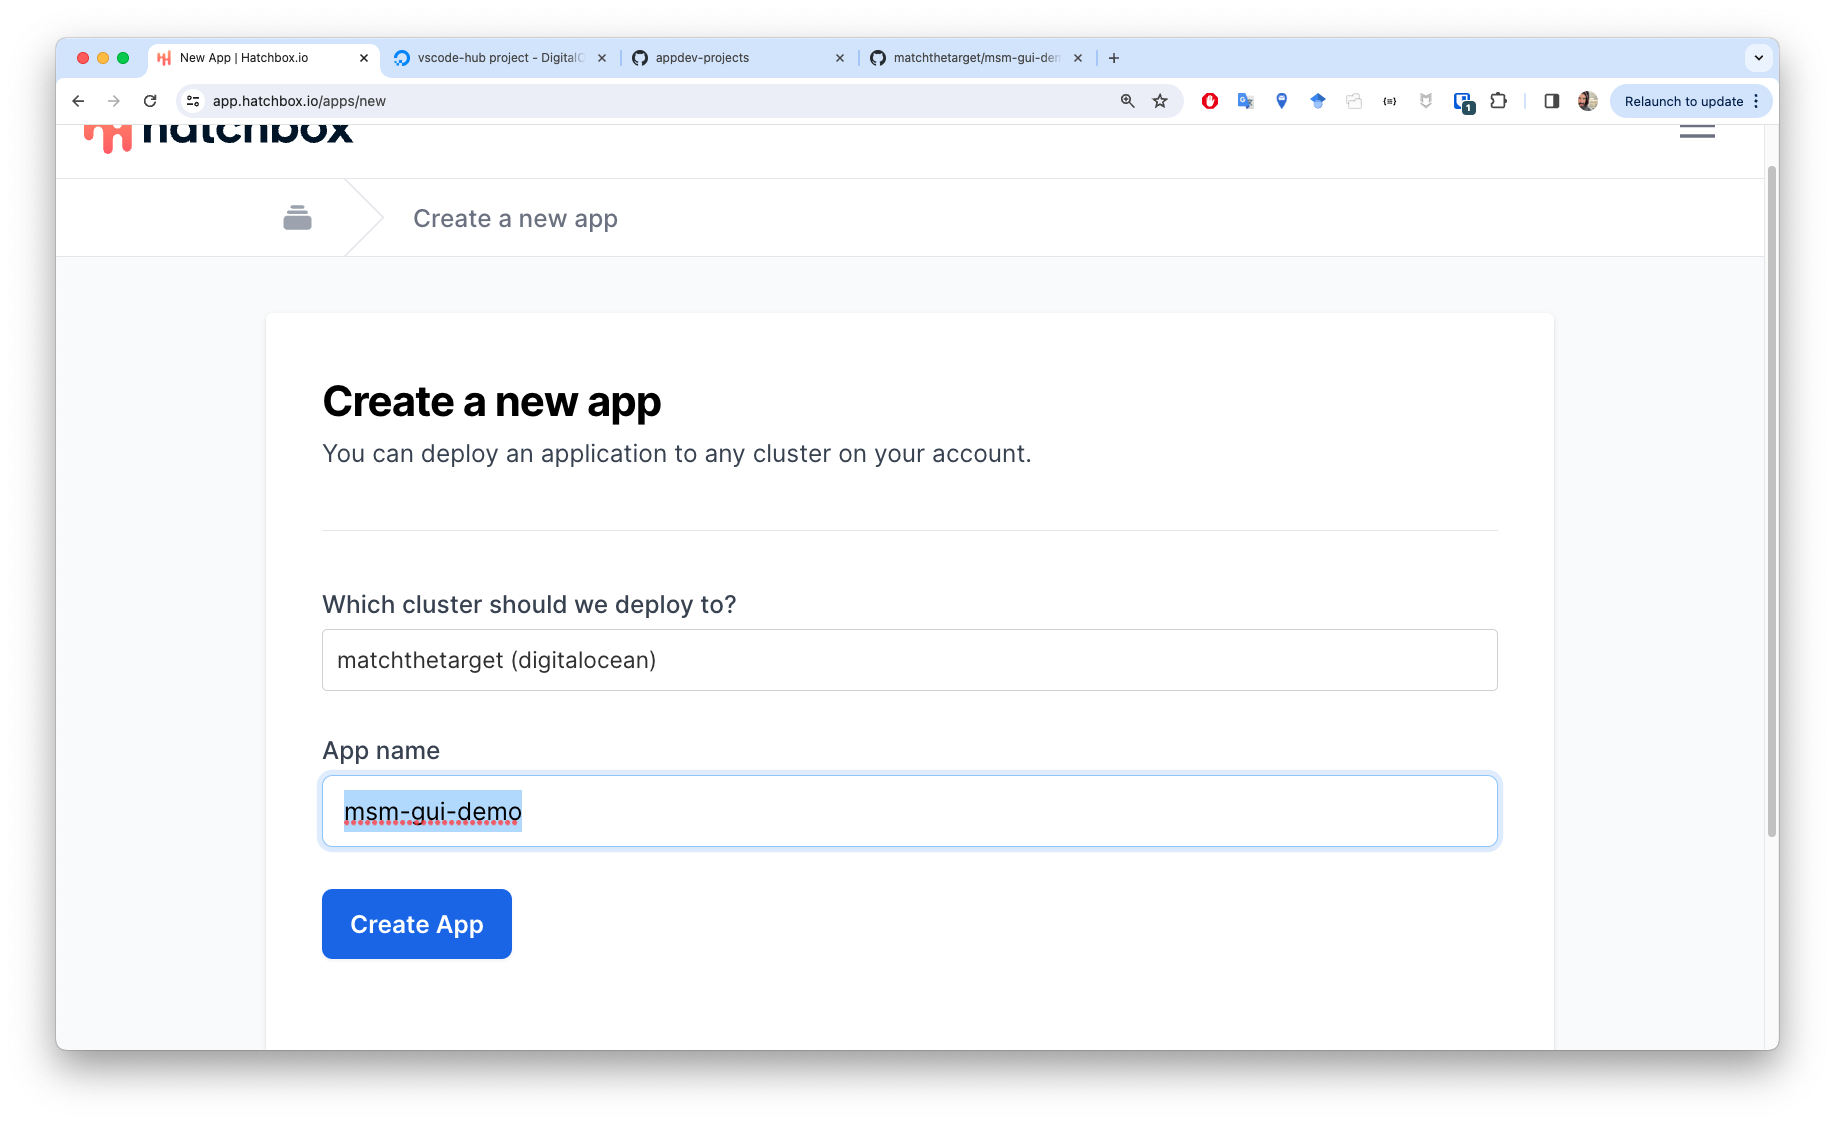 New App | Hatchbox.io
vscode-hub project - DigitalO
appdev-projects
matchthetarget/msm-gui-dem
app.hatchbox.io/apps/new
1
Relaunch to update
hatchbox
Create a new app
Create a new app
You can deploy an application to any cluster on your account.
Which cluster should we deploy to?
matchthetarget (digitalocean)
App name
msm-gui-demo
Create App